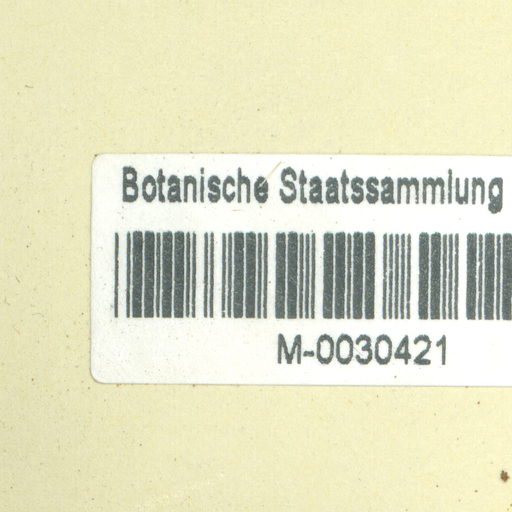 Botanische Staatssammlung
M-0030421